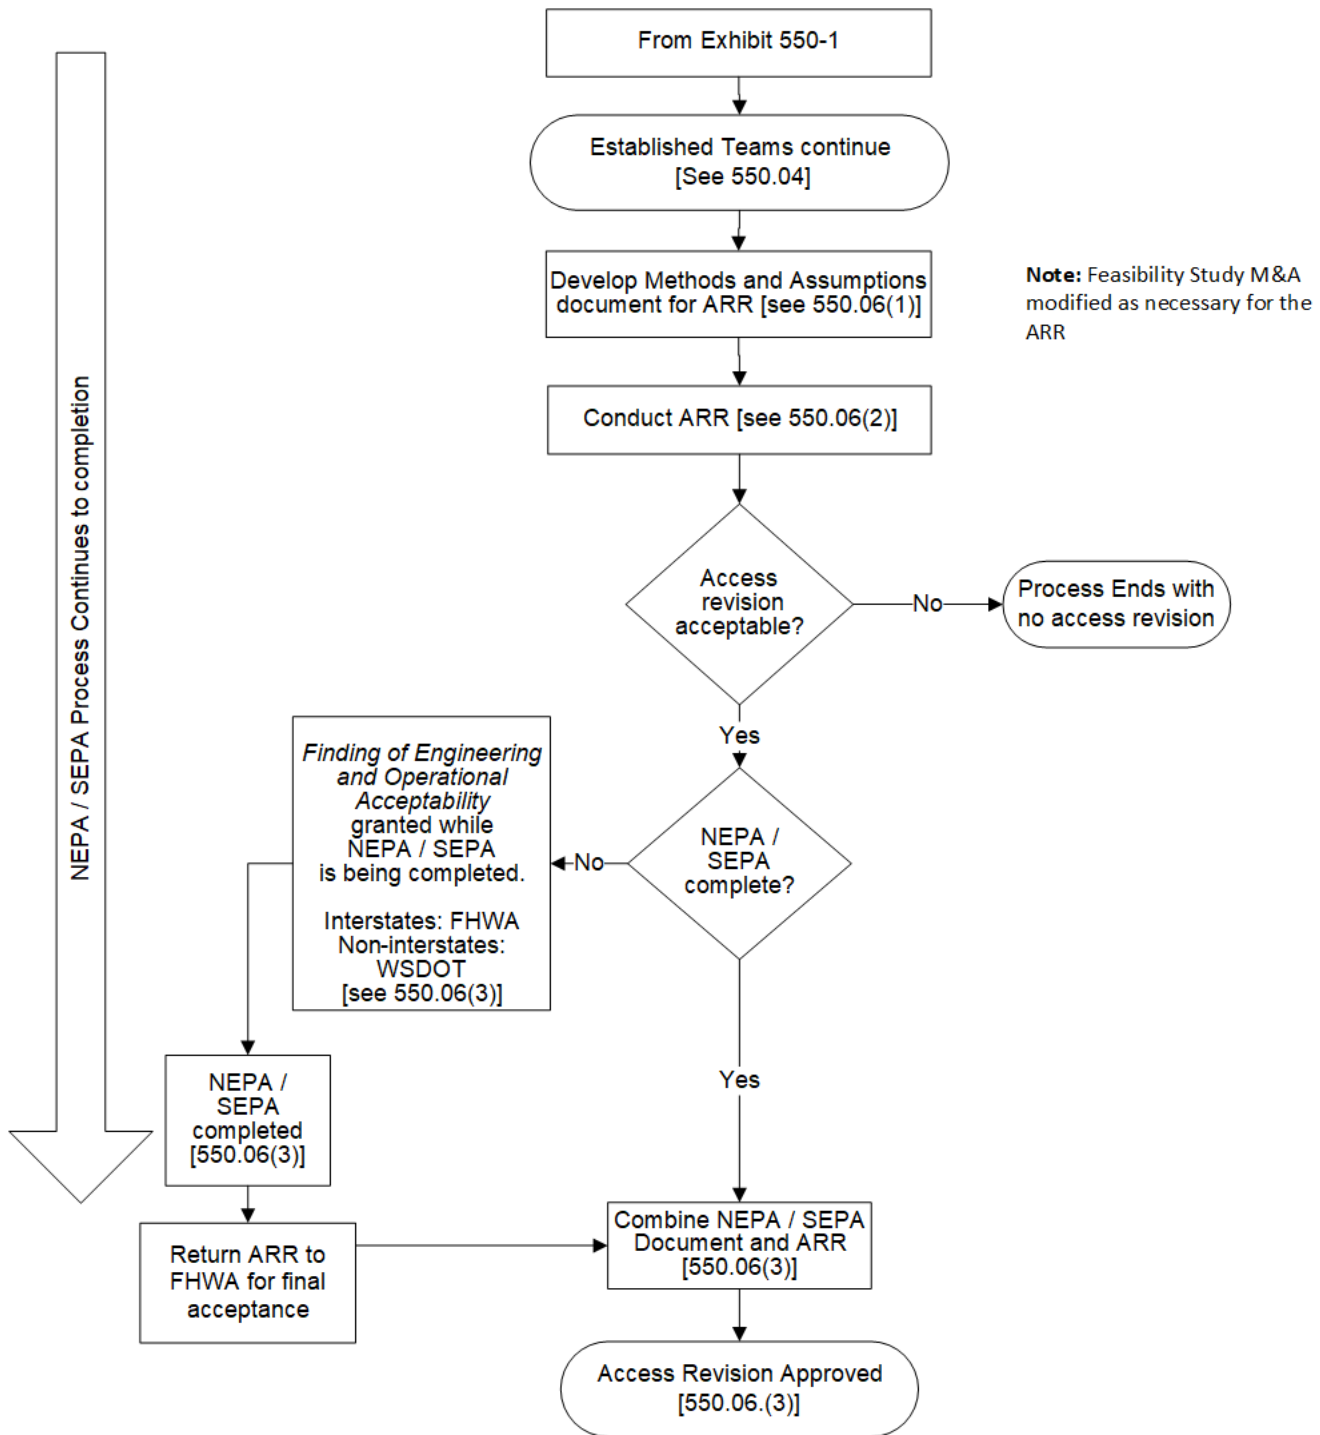 From Exhibit 550-1
Established Teams continue
[See 550.04]
Develop Methods and Assumptions
document for ARR [see 550.06(1)]
Note: Feasibility Study M&A
modified as necessary for the
ARR
Conduct ARR [see 550.06(2)]
Access
revision
acceptable?
No
Process Ends with
no access revision
Yes
NEPA / SEPA Process Continues to completion
Finding of Engineering
and Operational
Acceptability
granted while
NEPA / SEPA
is being completed.
Interstates: FHWA
Non-interstates:
WSDOT
[see 550.06(3)]
No
NEPA /
SEPA
complete?
Yes
NEPA /
SEPA
completed
[550.06(3)]
Return ARR to
FHWA for final
acceptance
Combine NEPA / SEPA
Document and ARR
[550.06(3)]
Access Revision Approved
[550.06.(3)]